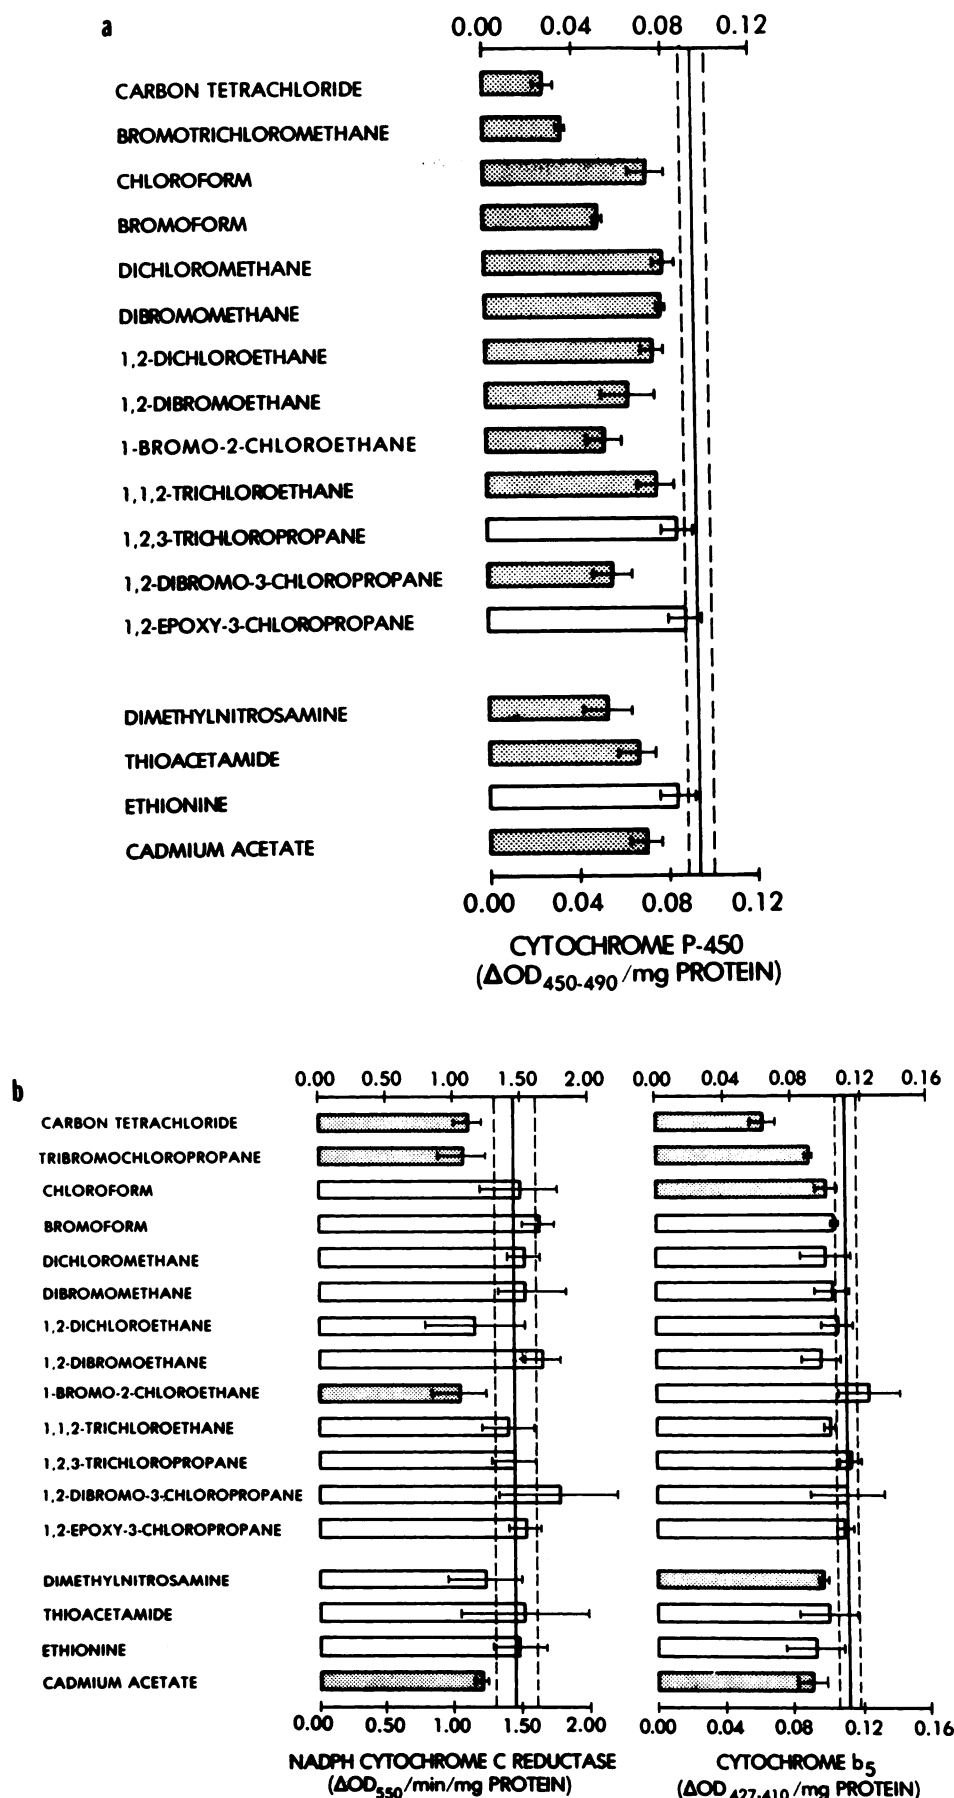 a
0.00 0.04 0.08 0.12
CARBON TETRACHLORIDE
BROMOTRICHLOROMETHANE
CHLOROFORM
BROMOFORM
DICHLOROMETHANE
DIBROMOMETHANE
1,2-DICHLOROETHANE
1,2-DIBROMOETHANE
1-BROMO-2-CHLOROETHANE
1,1,2-TRICHLOROETHANE
1,2,3-TRICHLOROPROPANE
1,2-DIBROMO-3-CHLOROPROPANE
1,2-EPOXY-3-CHLOROPROPANE
DIMETHYLNITROSAMINE
THIOACETAMIDE
ETHIONINE
CADMIUM ACETATE
0.00 0.04 0.08 0.12
CYTOCHROME P-450
(ΔOD450-490/mg PROTEIN)
b
0.00 0.50 1.00 1.50 2.00 0.00 0.04 0.08 0.12 0.16
CARBON TETRACHLORIDE
TRIBROMOCHLOROPROPANE
CHLOROFORM
BROMOFORM
DICHLOROMETHANE
DIBROMOMETHANE
1,2-DICHLOROETHANE
1,2-DIBROMOETHANE
1-BROMO-2-CHLOROETHANE
1,1,2-TRICHLOROETHANE
1,2,3-TRICHLOROPROPANE
1,2-DIBROMO-3-CHLOROPROPANE
1,2-EPOXY-3-CHLOROPROPANE
DIMETHYLNITROSAMINE
THIOACETAMIDE
ETHIONINE
CADMIUM ACETATE
0.00 0.50 1.00 1.50 2.00 0.00 0.04 0.08 0.12 0.16
NADPH CYTOCHROME C REDUCTASE CYTOCHROME b5
(ΔOD550/min/mg PROTEIN) (ΔOD427-410/mg PROTEIN)